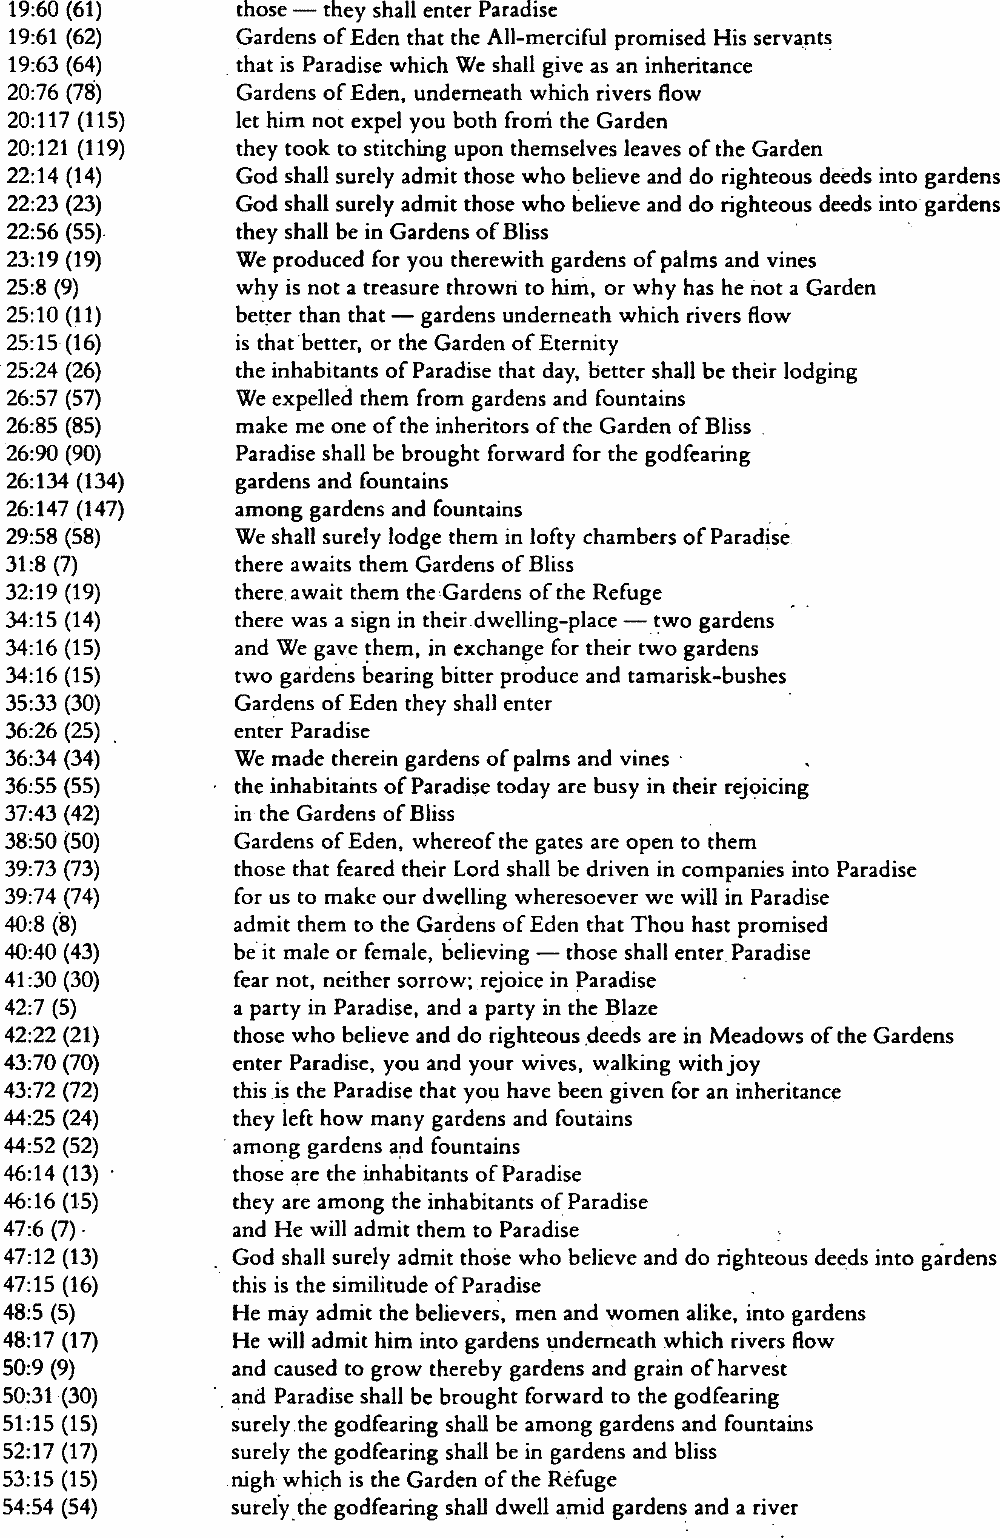 19:60 (61) those — they shall enter Paradise
19:61 (62) Gardens of Eden that the All-merciful promised His servants
19:63 (64) that is Paradise which We shall give as an inheritance
20:76 (78) Gardens of Eden, underneath which rivers flow
20:117 (115) let him not expel you both from the Garden
20:121 (119) they took to stitching upon themselves leaves of the Garden
22:14 (14) God shall surely admit those who believe and do righteous deeds into gardens
22:23 (23) God shall surely admit those who believe and do righteous deeds into gardens
22:56 (55) they shall be in Gardens of Bliss
23:19 (19) We produced for you therewith gardens of palms and vines
25:8 (9) why is not a treasure thrown to him, or why has he not a Garden
25:10 (11) better than that — gardens underneath which rivers flow
25:15 (16) is that better, or the Garden of Eternity
25:24 (26) the inhabitants of Paradise that day, better shall be their lodging
26:57 (57) We expelled them from gardens and fountains
26:85 (85) make me one of the inheritors of the Garden of Bliss
26:90 (90) Paradise shall be brought forward for the godfearing
26:134 (134) gardens and fountains
26:147 (147) among gardens and fountains
29:58 (58) We shall surely lodge them in lofty chambers of Paradise
31:8 (7) there awaits them Gardens of Bliss
32:19 (19) there await them the Gardens of the Refuge
34:15 (14) there was a sign in their dwelling-place — two gardens
34:16 (15) and We gave them, in exchange for their two gardens
34:16 (15) two gardens bearing bitter produce and tamarisk-bushes
35:33 (30) Gardens of Eden they shall enter
36:26 (25) enter Paradise
36:34 (34) We made therein gardens of palms and vines
36:55 (55) the inhabitants of Paradise today are busy in their rejoicing
37:43 (42) in the Gardens of Bliss
38:50 (50) Gardens of Eden, whereof the gates are open to them
39:73 (73) those that feared their Lord shall be driven in companies into Paradise
39:74 (74) for us to make our dwelling wheresoever we will in Paradise
40:8 (8) admit them to the Gardens of Eden that Thou hast promised
40:40 (43) be it male or female, believing — those shall enter Paradise
41:30 (30) fear not, neither sorrow; rejoice in Paradise
42:7 (5) a party in Paradise, and a party in the Blaze
42:22 (21) those who believe and do righteous deeds are in Meadows of the Gardens
43:70 (70) enter Paradise, you and your wives, walking with joy
43:72 (72) this is the Paradise that you have been given for an inheritance
44:25 (24) they left how many gardens and foutains
44:52 (52) among gardens and fountains
46:14 (13) those are the inhabitants of Paradise
46:16 (15) they are among the inhabitants of Paradise
47:6 (7) and He will admit them to Paradise
47:12 (13) God shall surely admit those who believe and do righteous deeds into gardens
47:15 (16) this is the similitude of Paradise
48:5 (5) He may admit the believers, men and women alike, into gardens
48:17 (17) He will admit him into gardens underneath which rivers flow
50:9 (9) and caused to grow thereby gardens and grain of harvest
50:31 (30) and Paradise shall be brought forward to the godfearing
51:15 (15) surely the godfearing shall be among gardens and fountains
52:17 (17) surely the godfearing shall be in gardens and bliss
53:15 (15) nigh which is the Garden of the Refuge
54:54 (54) surely the godfearing shall dwell amid gardens and a river